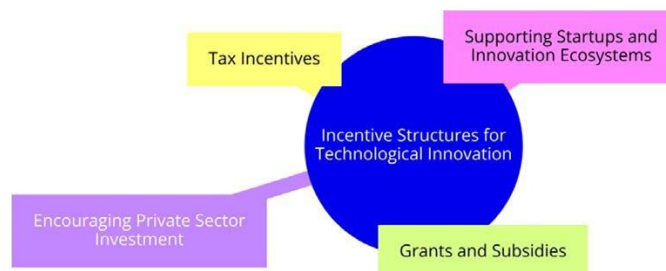 Supporting Startups and
Innovation Ecosystems
Tax Incentives
Incentive Structures for
Technological Innovation
Encouraging Private Sector
Investment
Grants and Subsidies